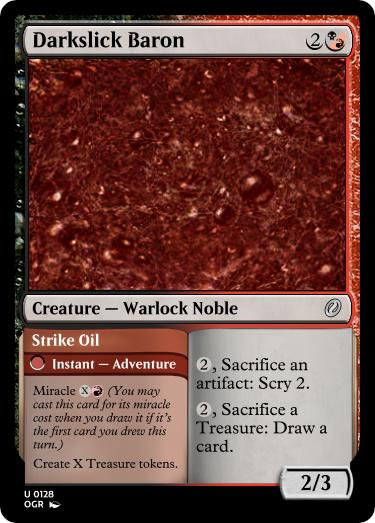 Darkslick Baron 2
Creature — Warlock Noble
Strike Oil
Instant — Adventure
Miracle X (You may
cast this card for its miracle
cost when you draw it if it's
the first card you drew this
turn.)
Create X Treasure tokens.
2, Sacrifice an
artifact: Scry 2.
2, Sacrifice a
Treasure: Draw a
card.
2/3
U 0128
OGR